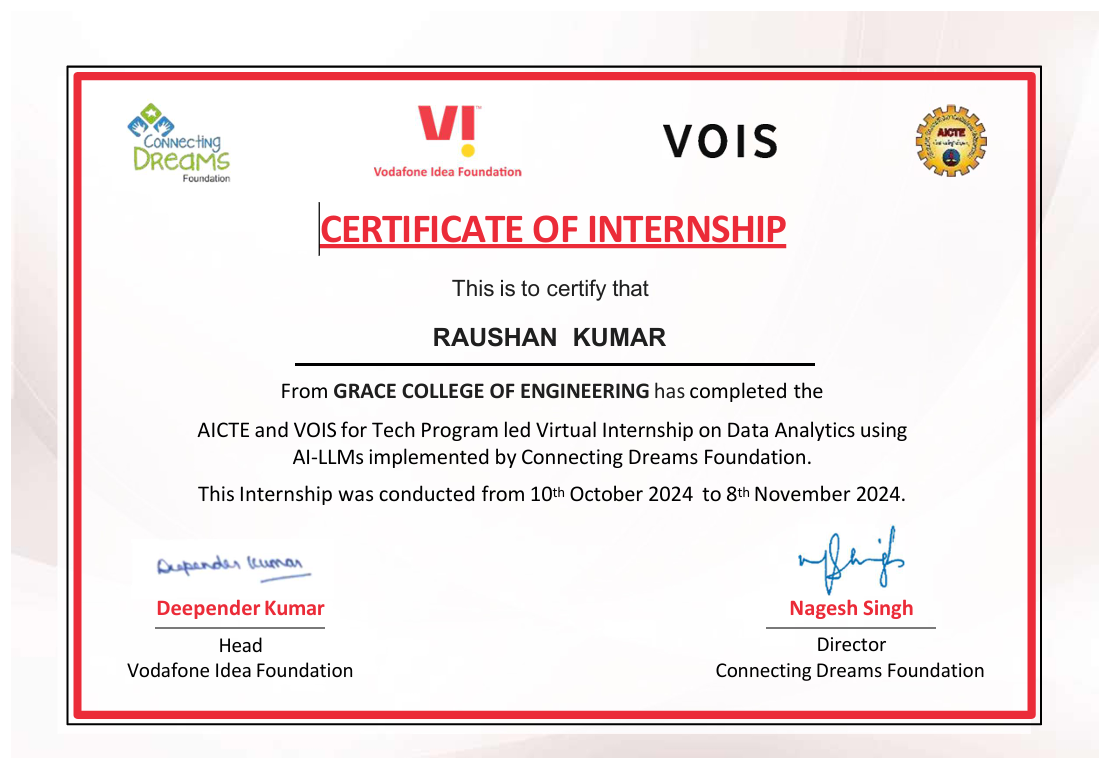 Connecting
Dreams
Foundation
VI™
Vodafone Idea Foundation
VOIS
AICTE
CERTIFICATE OF INTERNSHIP
This is to certify that
RAUSHAN KUMAR
From GRACE COLLEGE OF ENGINEERING has completed the
AICTE and VOIS for Tech Program led Virtual Internship on Data Analytics using
AI-LLMs implemented by Connecting Dreams Foundation.
This Internship was conducted from 10th October 2024 to 8th November 2024.
Deepender Kumar
Deepender Kumar
Head
Vodafone Idea Foundation
Nagesh Singh
Director
Connecting Dreams Foundation